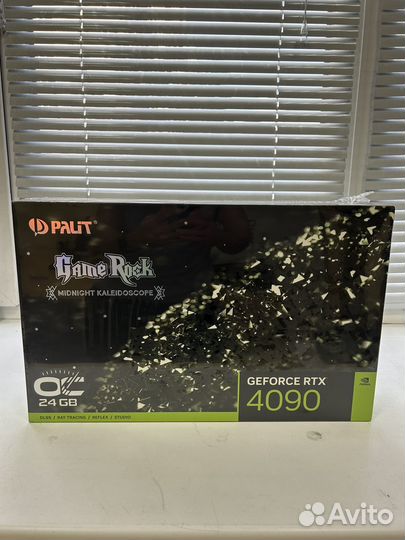 PALIT
GameRock
MIDNIGHT KALEIDOSCOPE
OC
24 GB
GEFORCE RTX
4090
DLSS / RAY TRACING / REFLEX / STUDIO
Avito